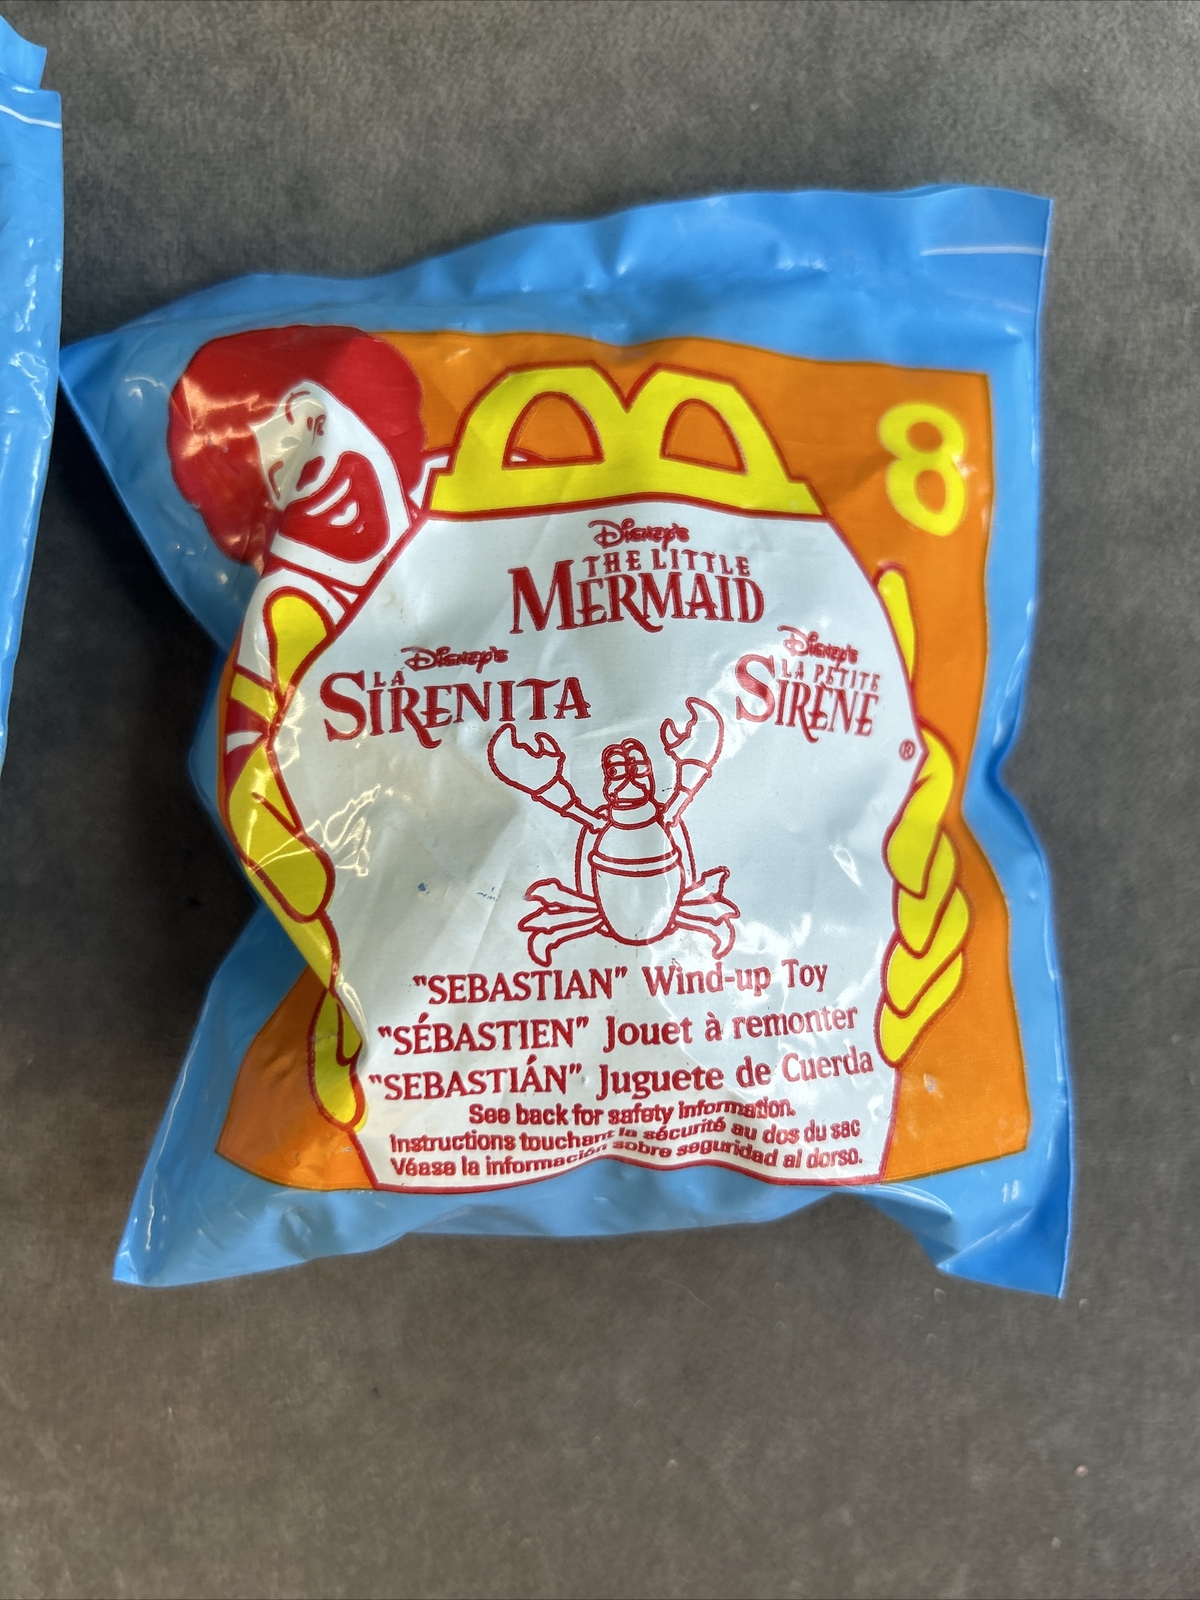 8
Disney's
THE LITTLE
MERMAID
Disney's
LA
SIRENITA
Disney's
LA PETITE
SIRÈNE
®
"SEBASTIAN" Wind-up Toy
"SÉBASTIEN" Jouet à remonter
"SEBASTIÁN" Juguete de Cuerda
See back for safety information.
Instructions touchant la sécurité au dos du sac
Véase la información sobre seguridad al dorso.
18